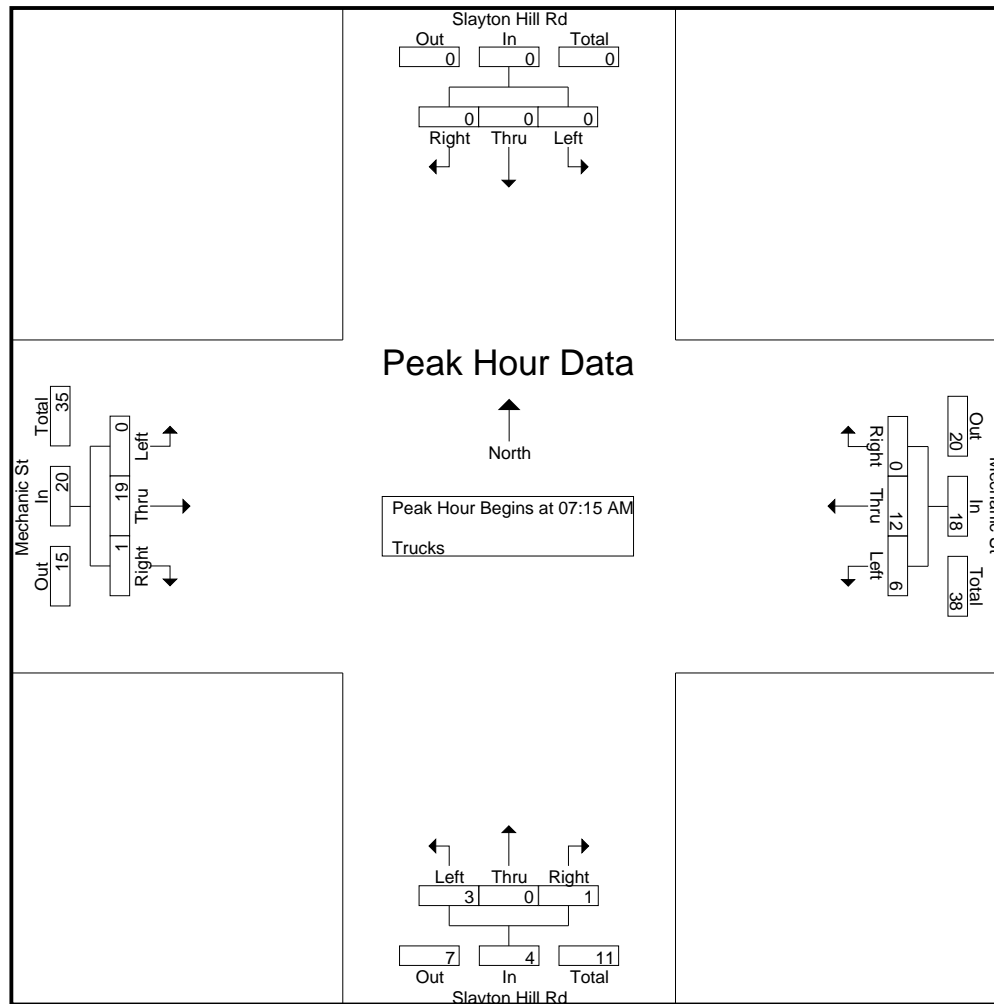 Slayton Hill Rd
Out In Total
0 0 0
0 0 0
Right Thru Left
Peak Hour Data
North
Peak Hour Begins at 07:15 AM
Trucks
Mechanic St
Total In Out
35 20 15
0 19 1
Left Thru Right
Right Thru Left
0 12 6
Out In Total
20 18 38
Mechanic St
Left Thru Right
3 0 1
7 4 11
Out In Total
Slayton Hill Rd